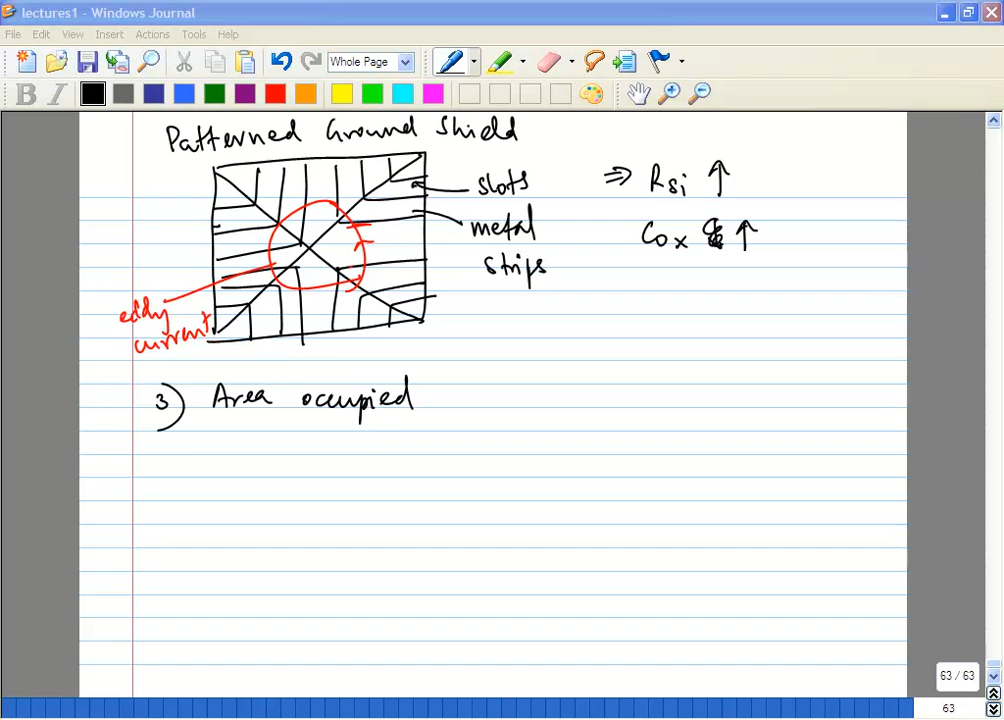 lectures1 - Windows Journal
File Edit View Insert Actions Tools Help
Whole Page
B I
Patterned Ground Shield
slots
metal
strips
eddy
current
⇒ Rsi ↑
Cox ↑
3) Area occupied
63 / 63
63